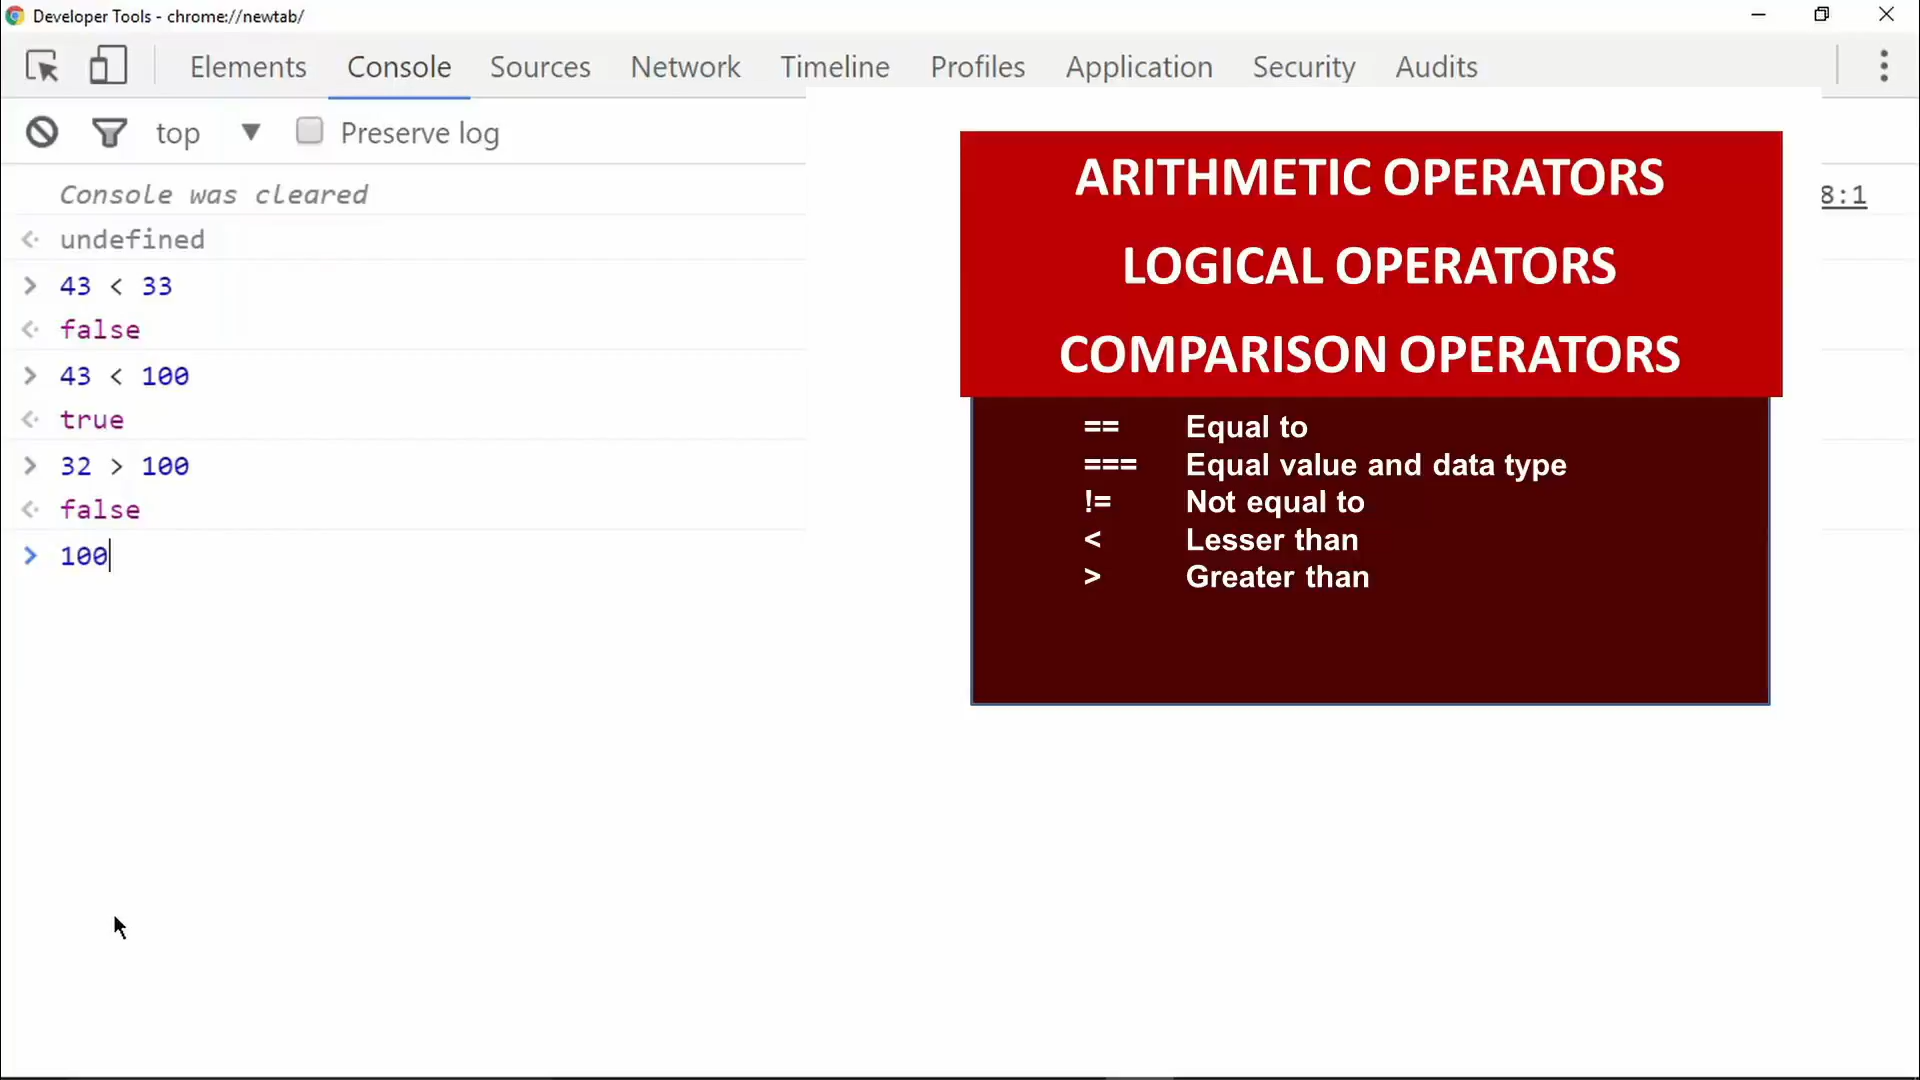 Developer Tools - chrome://newtab/
Elements Console Sources Network Timeline Profiles Application Security Audits
top Preserve log
Console was cleared
8:1
undefined
43 < 33
false
43 < 100
true
32 > 100
false
100
ARITHMETIC OPERATORS
LOGICAL OPERATORS
COMPARISON OPERATORS
== Equal to
=== Equal value and data type
!= Not equal to
< Lesser than
> Greater than